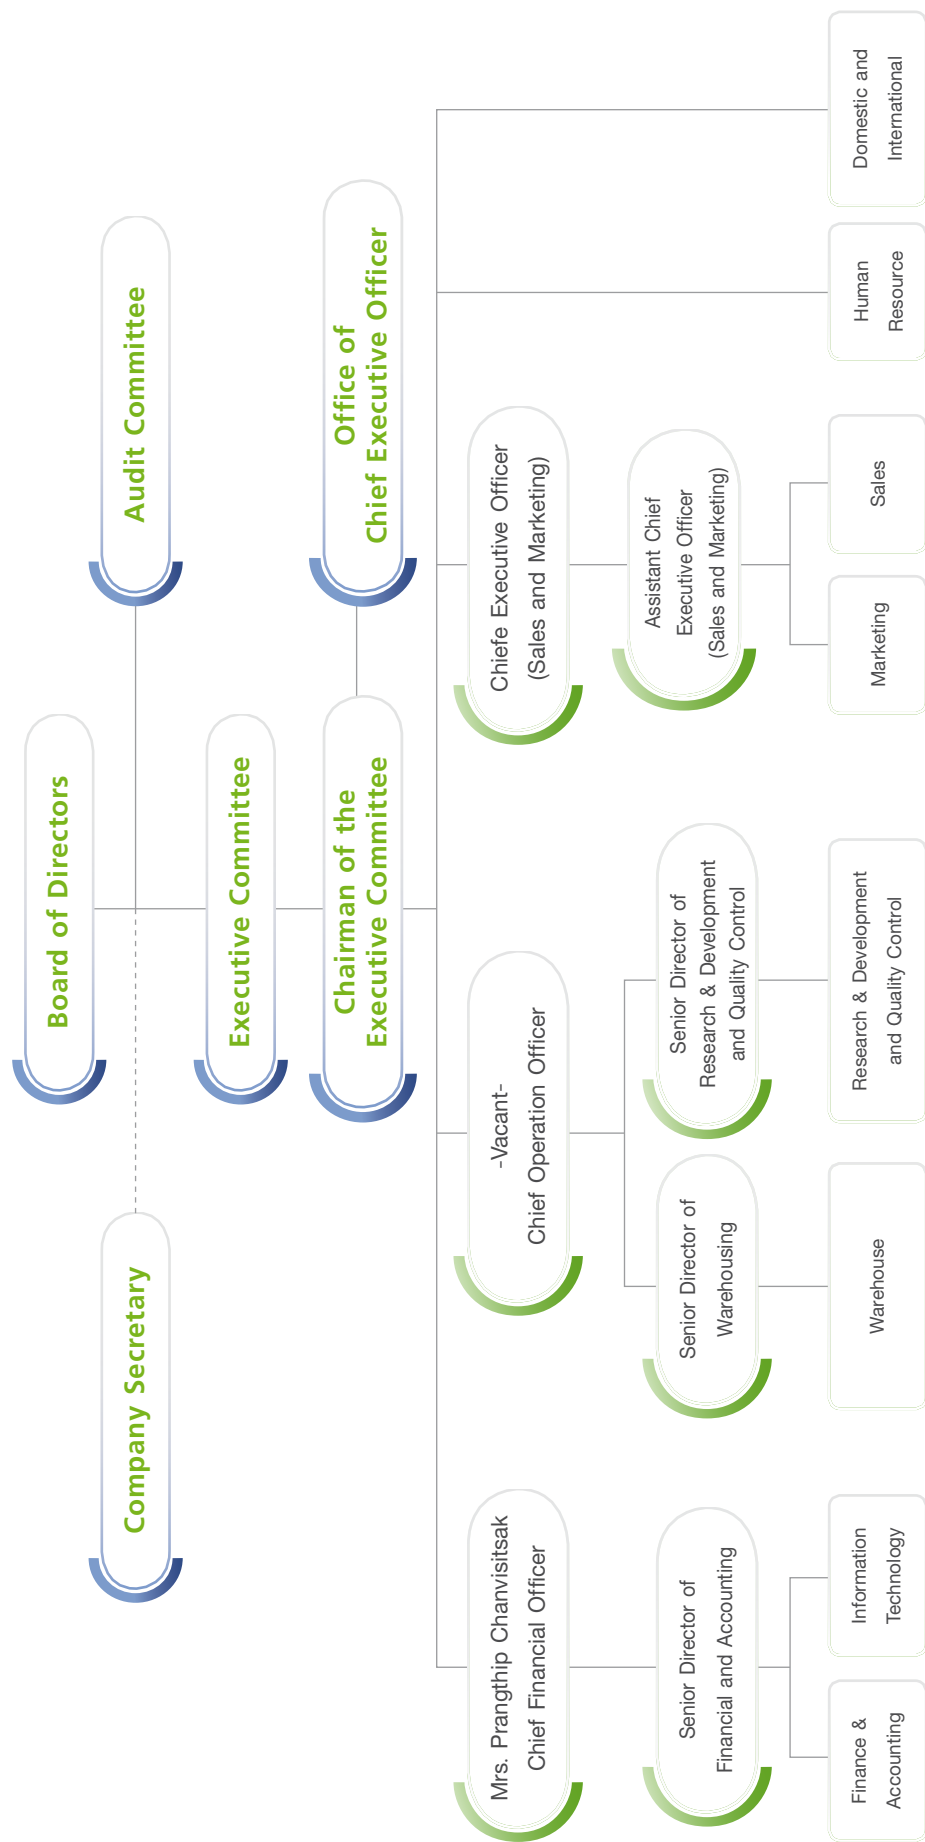 Board of Directors
Company Secretary
Audit Committee
Executive Committee
Chairman of the
Executive Committee
Office of
Chief Executive Officer
Mrs. Prangthip Chanvisitsak
Chief Financial Officer
-Vacant-
Chief Operation Officer
Chiefe Executive Officer
(Sales and Marketing)
Senior Director of
Financial and Accounting
Senior Director of
Warehousing
Senior Director of
Research & Development
and Quality Control
Assistant Chief
Executive Officer
(Sales and Marketing)
Finance &
Accounting
Information
Technology
Warehouse
Research & Development
and Quality Control
Marketing
Sales
Human
Resource
Domestic and
International